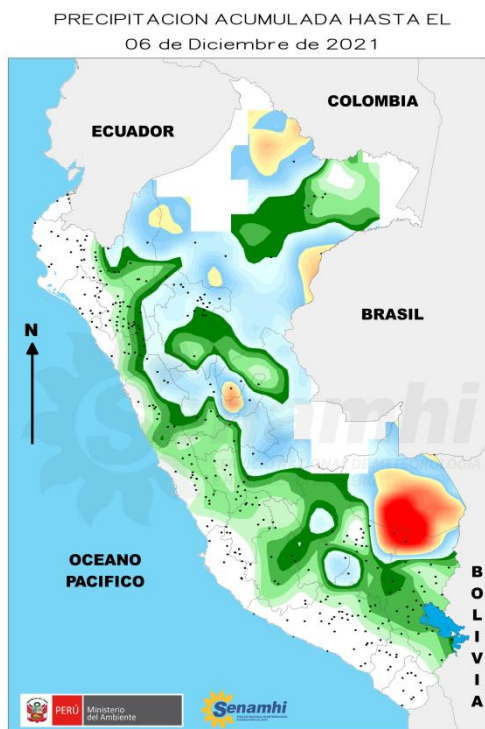 PRECIPITACION ACUMULADA HASTA EL
06 de Diciembre de 2021
COLOMBIA
ECUADOR
BRASIL
N
Senamhi
OCEANO
PACIFICO
BOLIVIA
PERÚ
Ministerio
del Ambiente
Senamhi